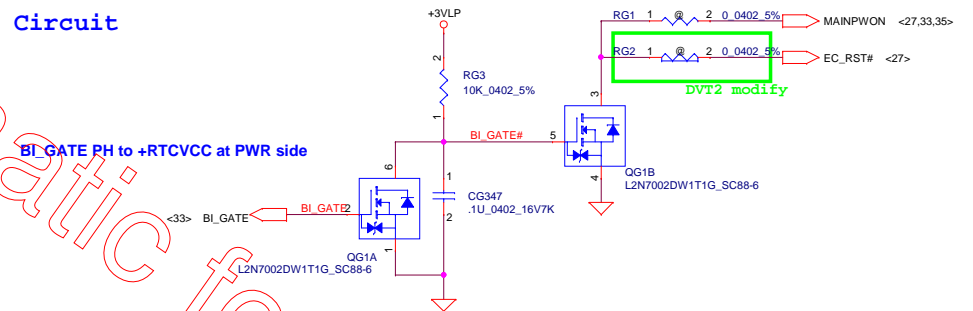 Circuit
+3VLP
RG1 1 @ 2 0_0402_5% MAINPWON <27,33,35>
RG2 1 @ 2 0_0402_5% EC_RST# <27>
DVT2 modify
2
RG3
10K_0402_5%
1
3
BI_GATE# 5
BI_GATE PH to +RTCVCC at PWR side
6
4
QG1B
L2N7002DW1T1G_SC88-6
1
CG347
.1U_0402_16V7K
2
<33> BI_GATE BI_GATE 2
1
QG1A
L2N7002DW1T1G_SC88-6
atic fo